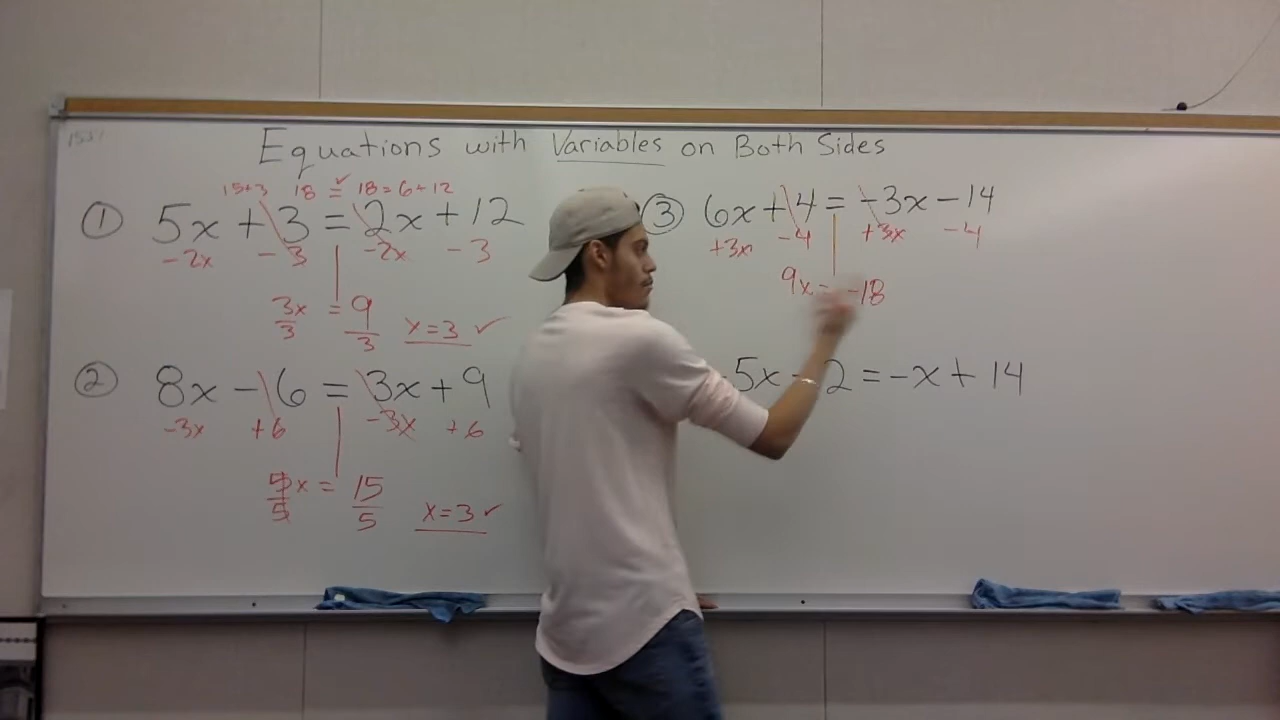 1531
Equations with Variables on Both Sides
15+3 18 = ✓ 18=6+12
① 5x + 3 = 2x + 12
-2x -3 -2x -3
3x = 9
3 3
x=3 ✓
② 8x - 6 = 3x + 9
-3x +6 -3x +6
5x = 15
5 5
x=3 ✓
③ 6x + 4 = -3x - 14
+3x -4 +3x -4
9x = -18
-5x - 2 = -x + 14